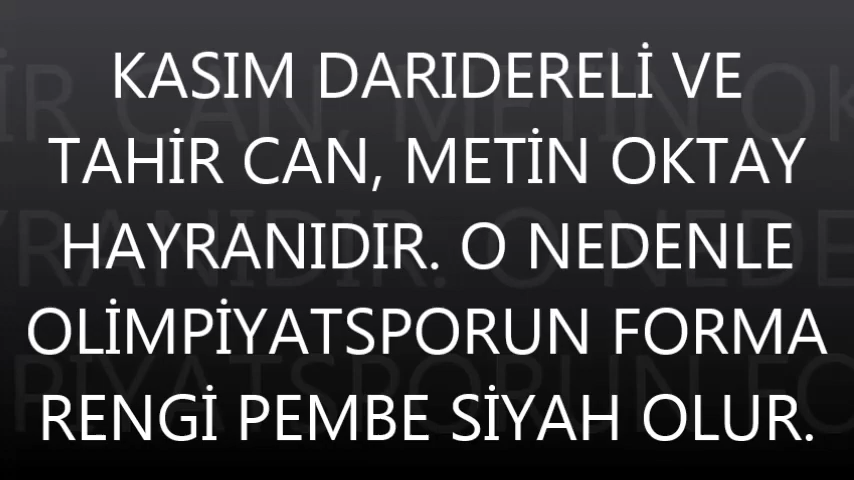 KASIM DARIDERELİ VE
TAHİR CAN, METİN OKTAY
HAYRANIDIR. O NEDENLE
OLİMPİYATSPORUN FORMA
RENGİ PEMBE SİYAH OLUR.